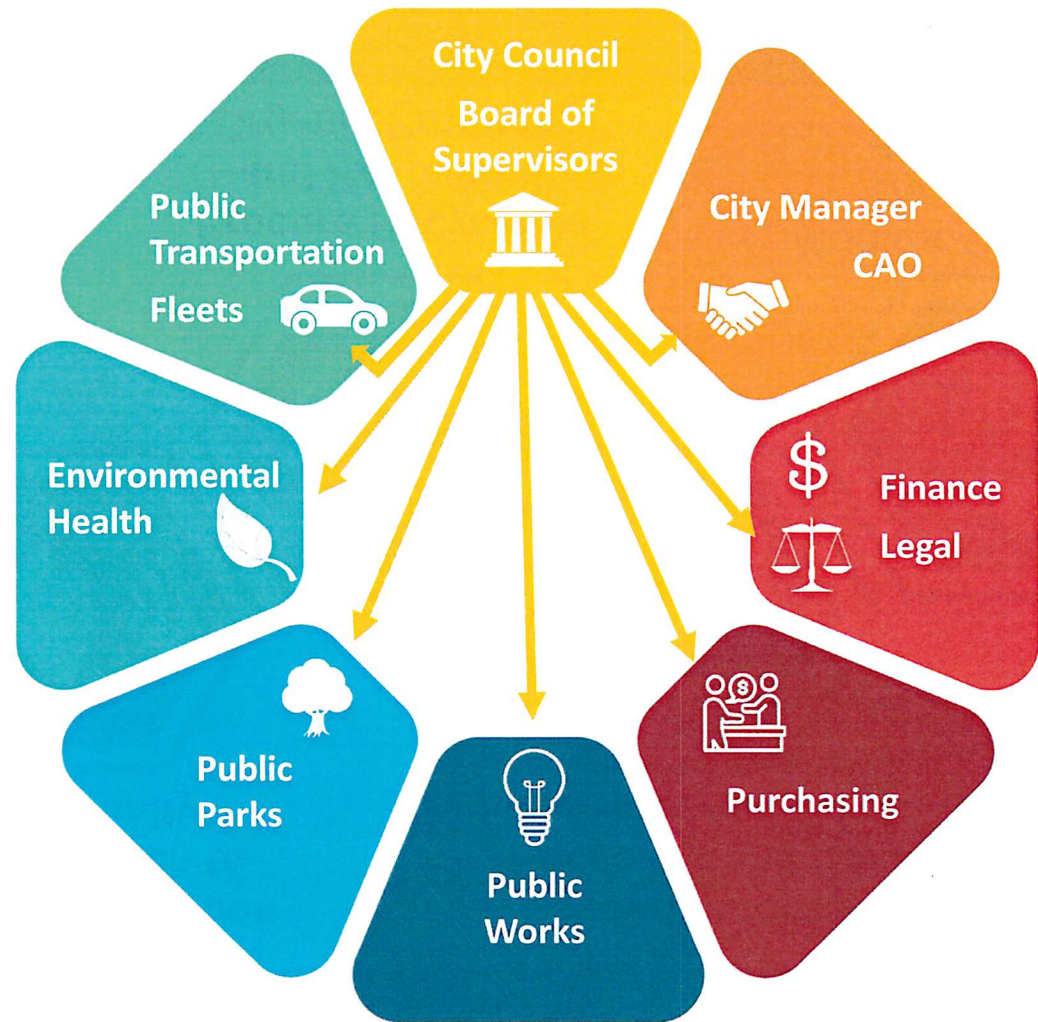 City Council
Board of
Supervisors
City Manager
CAO
$
Finance
Legal
$
Purchasing
Public
Works
Public
Parks
Environmental
Health
Public
Transportation
Fleets